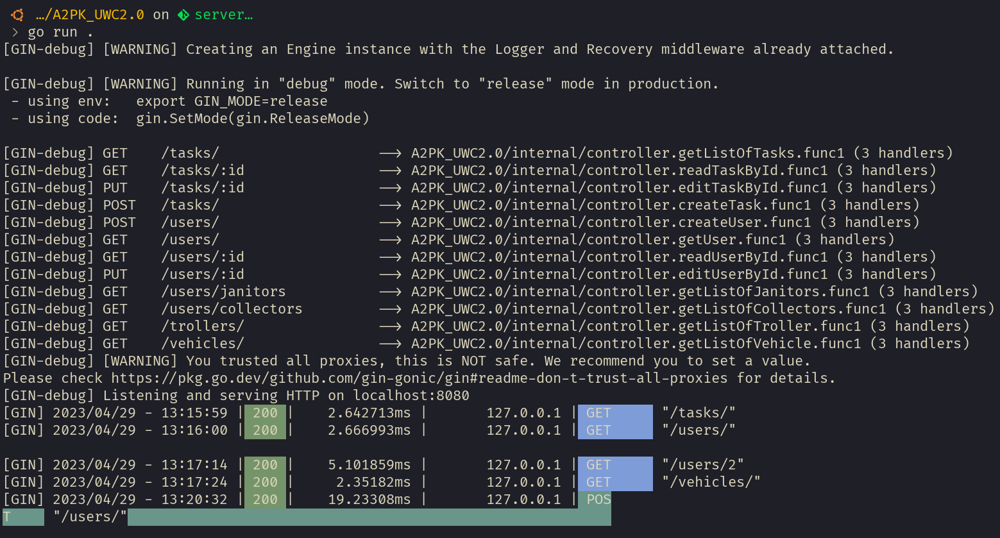 …/A2PK_UWC2.0 on server…
> go run .
[GIN-debug] [WARNING] Creating an Engine instance with the Logger and Recovery middleware already attached.
[GIN-debug] [WARNING] Running in "debug" mode. Switch to "release" mode in production.
- using env:   export GIN_MODE=release
- using code:  gin.SetMode(gin.ReleaseMode)
[GIN-debug] GET    /tasks/                   --> A2PK_UWC2.0/internal/controller.getListOfTasks.func1 (3 handlers)
[GIN-debug] GET    /tasks/:id                --> A2PK_UWC2.0/internal/controller.readTaskById.func1 (3 handlers)
[GIN-debug] PUT    /tasks/:id                --> A2PK_UWC2.0/internal/controller.editTaskById.func1 (3 handlers)
[GIN-debug] POST   /tasks/                   --> A2PK_UWC2.0/internal/controller.createTask.func1 (3 handlers)
[GIN-debug] POST   /users/                   --> A2PK_UWC2.0/internal/controller.createUser.func1 (3 handlers)
[GIN-debug] GET    /users/                   --> A2PK_UWC2.0/internal/controller.getUser.func1 (3 handlers)
[GIN-debug] GET    /users/:id                --> A2PK_UWC2.0/internal/controller.readUserById.func1 (3 handlers)
[GIN-debug] PUT    /users/:id                --> A2PK_UWC2.0/internal/controller.editUserById.func1 (3 handlers)
[GIN-debug] GET    /users/janitors           --> A2PK_UWC2.0/internal/controller.getListOfJanitors.func1 (3 handlers)
[GIN-debug] GET    /users/collectors         --> A2PK_UWC2.0/internal/controller.getListOfCollectors.func1 (3 handlers)
[GIN-debug] GET    /trollers/                --> A2PK_UWC2.0/internal/controller.getListOfTroller.func1 (3 handlers)
[GIN-debug] GET    /vehicles/                --> A2PK_UWC2.0/internal/controller.getListOfVehicle.func1 (3 handlers)
[GIN-debug] [WARNING] You trusted all proxies, this is NOT safe. We recommend you to set a value.
Please check https://pkg.go.dev/github.com/gin-gonic/gin#readme-don-t-trust-all-proxies for details.
[GIN-debug] Listening and serving HTTP on localhost:8080
[GIN] 2023/04/29 - 13:15:59 | 200 |    2.642713ms |       127.0.0.1 | GET      "/tasks/"
[GIN] 2023/04/29 - 13:16:00 | 200 |    2.666993ms |       127.0.0.1 | GET      "/users/"
[GIN] 2023/04/29 - 13:17:14 | 200 |    5.101859ms |       127.0.0.1 | GET      "/users/2"
[GIN] 2023/04/29 - 13:17:24 | 200 |     2.35182ms |       127.0.0.1 | GET      "/vehicles/"
[GIN] 2023/04/29 - 13:20:32 | 200 |    19.23308ms |       127.0.0.1 | POS
T     "/users/"